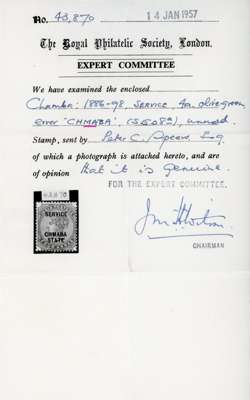 No. 43,870
14 JAN 1957
The Royal Philatelic Society, London.
EXPERT COMMITTEE
We have examined the enclosed
Chamba: 1886-98, SERVICE, 4a. olive-green,
error 'CHMABA', (SG O8a), unused
Stamp, sent by Peter C. Spears, Esq.
of which a photograph is attached hereto, and are
of opinion that it is genuine.
FOR THE EXPERT COMMITTEE.
CHAIRMAN
SERVICE
CHMABA
STATE